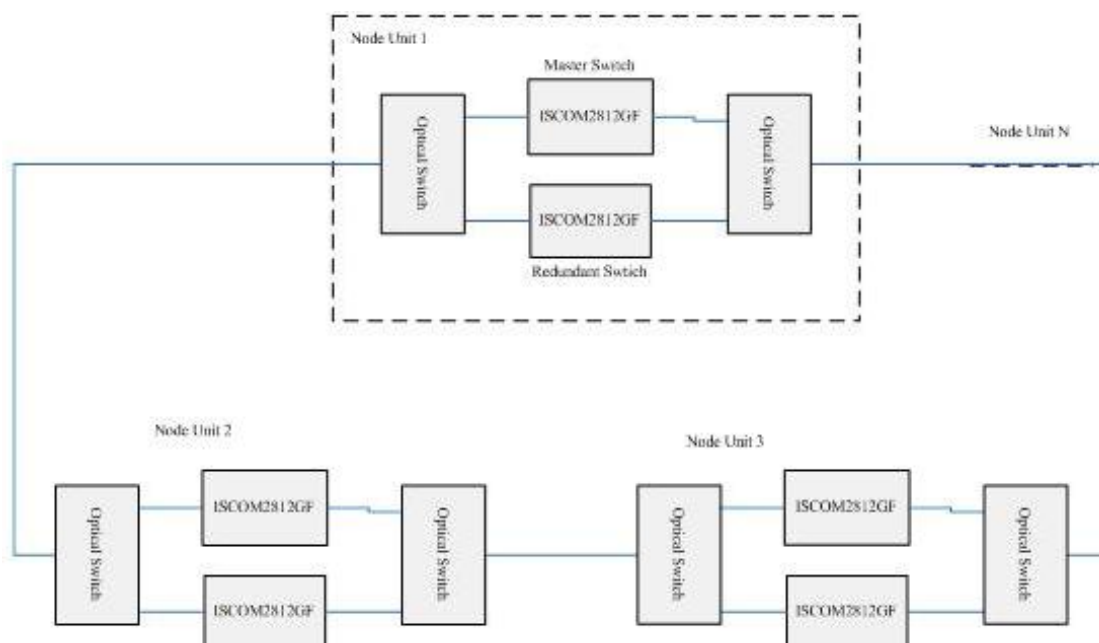 Node Unit 1
Master Switch
Optical Switch
ISCOM2812GF
Optical Switch
Node Unit N
ISCOM2812GF
Redundant Swtich
Node Unit 2
Node Unit 3
Optical Switch
ISCOM2812GF
Optical Switch
Optical Switch
ISCOM2812GF
Optical Switch
ISCOM2812GF
ISCOM2812GF